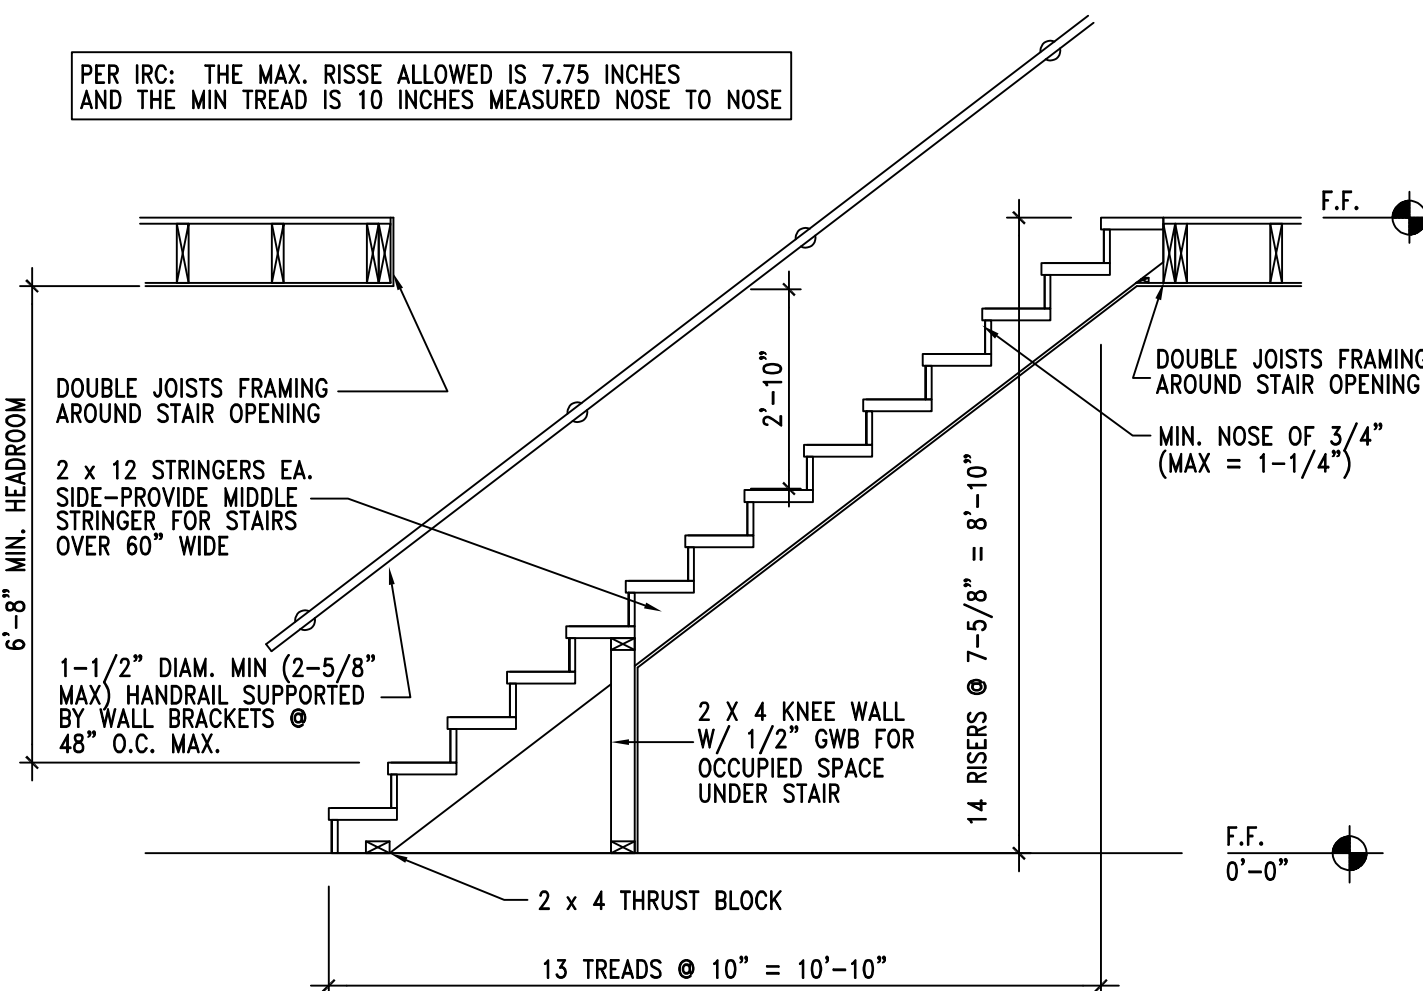 PER IRC: THE MAX. RISSE ALLOWED IS 7.75 INCHES
AND THE MIN TREAD IS 10 INCHES MEASURED NOSE TO NOSE
F.F.
DOUBLE JOISTS FRAMING
AROUND STAIR OPENING
2 x 12 STRINGERS EA.
SIDE-PROVIDE MIDDLE
STRINGER FOR STAIRS
OVER 60" WIDE
6'-8" MIN. HEADROOM
1-1/2" DIAM. MIN (2-5/8"
MAX) HANDRAIL SUPPORTED
BY WALL BRACKETS @
48" O.C. MAX.
2'-10"
DOUBLE JOISTS FRAMING
AROUND STAIR OPENING
MIN. NOSE OF 3/4"
(MAX = 1-1/4")
14 RISERS @ 7-5/8" = 8'-10"
2 X 4 KNEE WALL
W/ 1/2" GWB FOR
OCCUPIED SPACE
UNDER STAIR
F.F.
0'-0"
2 x 4 THRUST BLOCK
13 TREADS @ 10" = 10'-10"